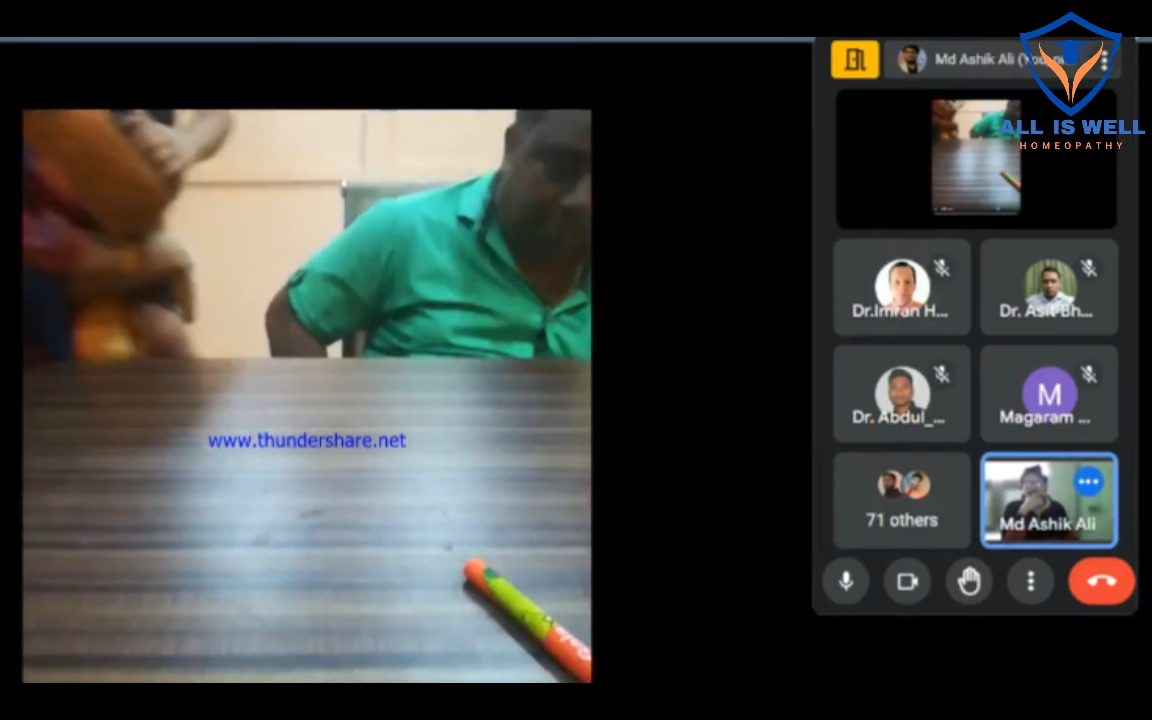 Md Ashik Ali
ALL IS WELL
HOMEOPATHY
Dr.Imran H...
Dr. Asit Bh...
Dr. Abdul_...
M
Magaram ...
71 others
Md Ashik Ali
www.thundershare.net